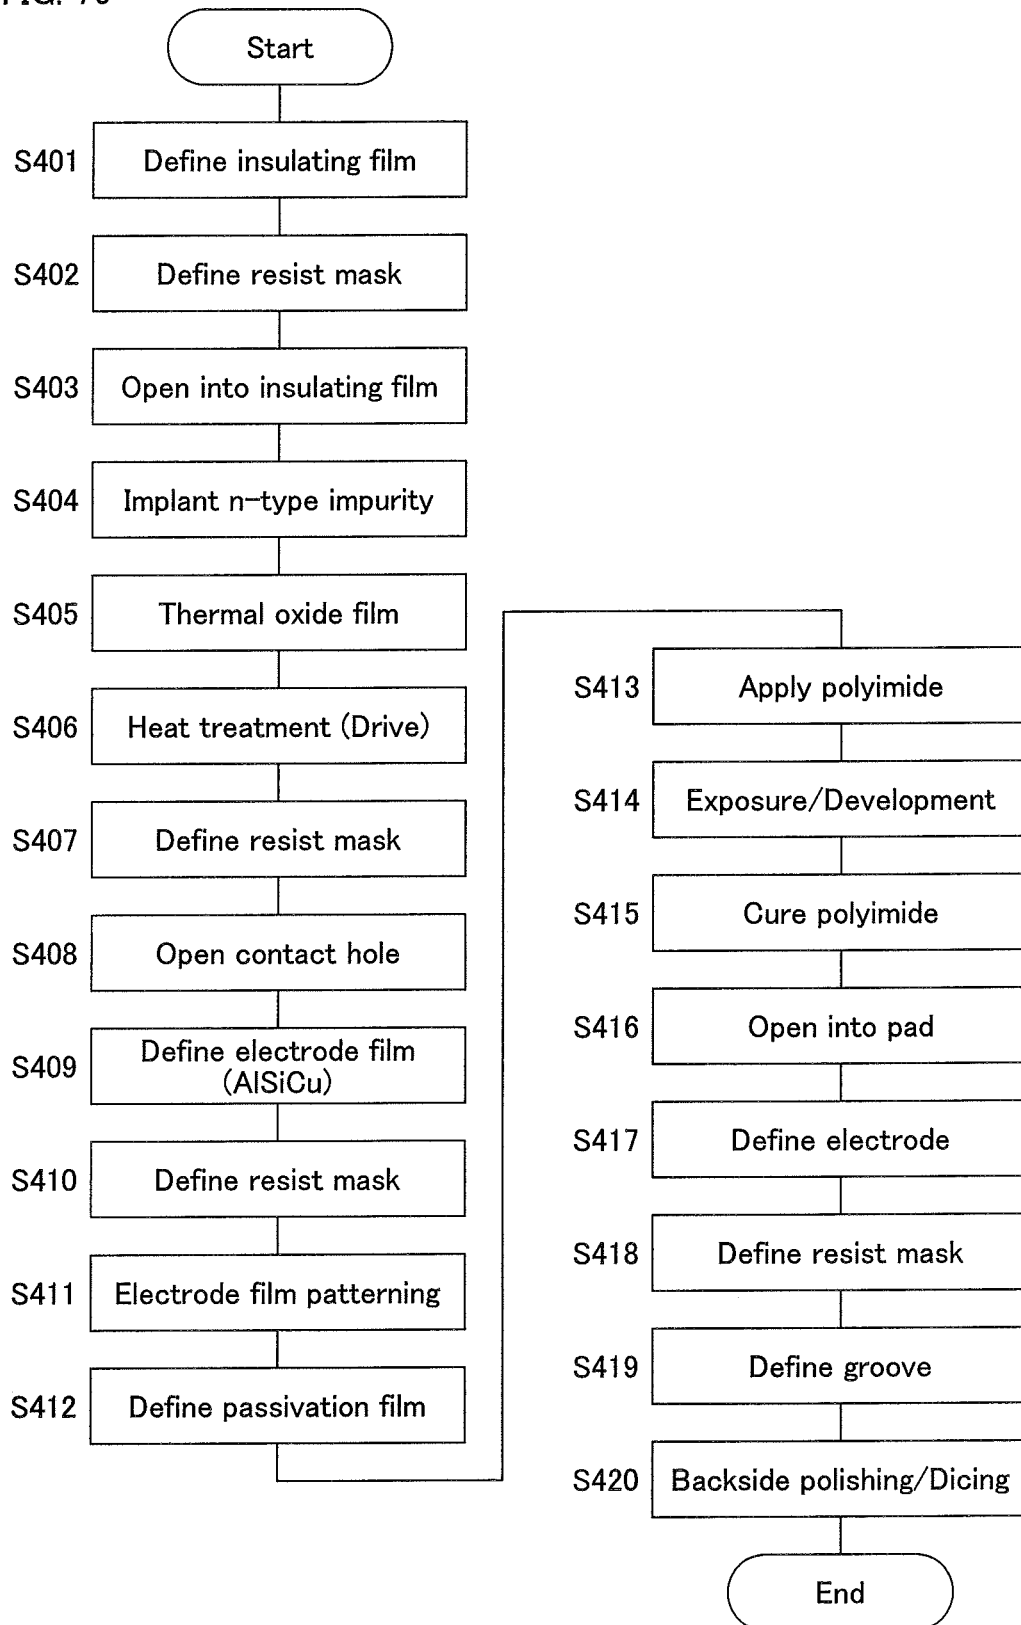 Start
S401 Define insulating film
S402 Define resist mask
S403 Open into insulating film
S404 Implant n-type impurity
S405 Thermal oxide film
S406 Heat treatment (Drive)
S407 Define resist mask
S408 Open contact hole
S409 Define electrode film
(AlSiCu)
S410 Define resist mask
S411 Electrode film patterning
S412 Define passivation film
S413 Apply polyimide
S414 Exposure/Development
S415 Cure polyimide
S416 Open into pad
S417 Define electrode
S418 Define resist mask
S419 Define groove
S420 Backside polishing/Dicing
End